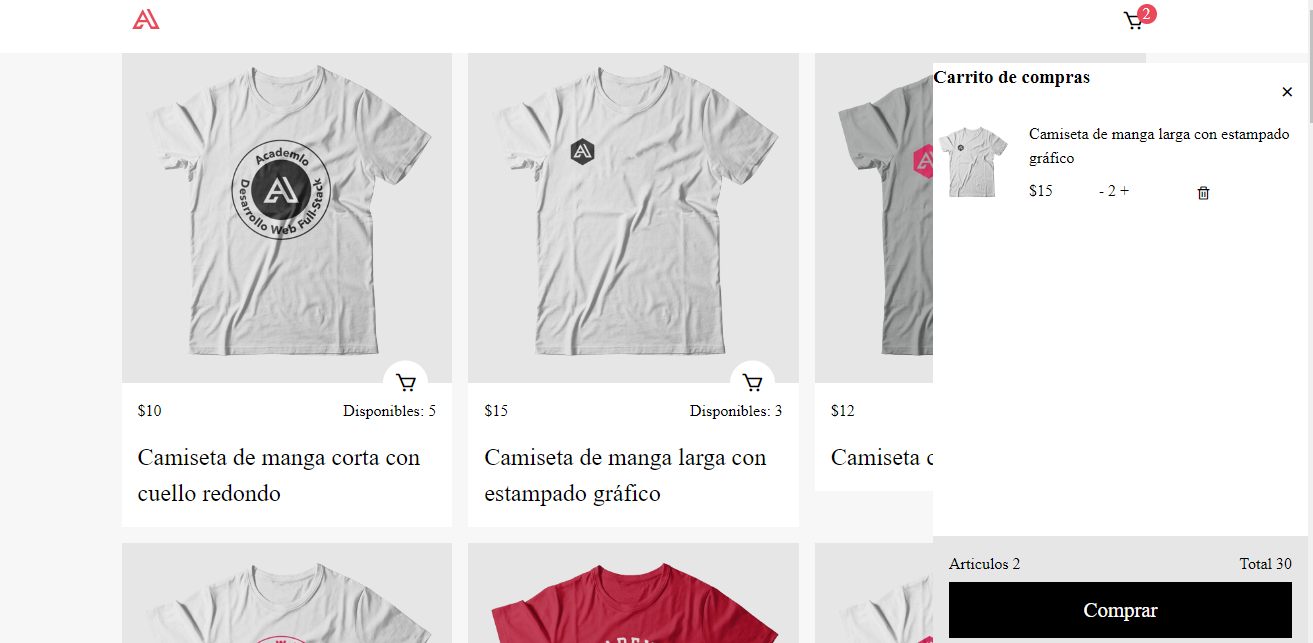 2
Academlo
Desarrollo Web Full-Stack
$10
Disponibles: 5
Camiseta de manga corta con
cuello redondo
$15
Disponibles: 3
Camiseta de manga larga con
estampado gráfico
$12
Camiseta c
Carrito de compras
×
Camiseta de manga larga con estampado
gráfico
$15
- 2 +
Articulos 2
Total 30
Comprar